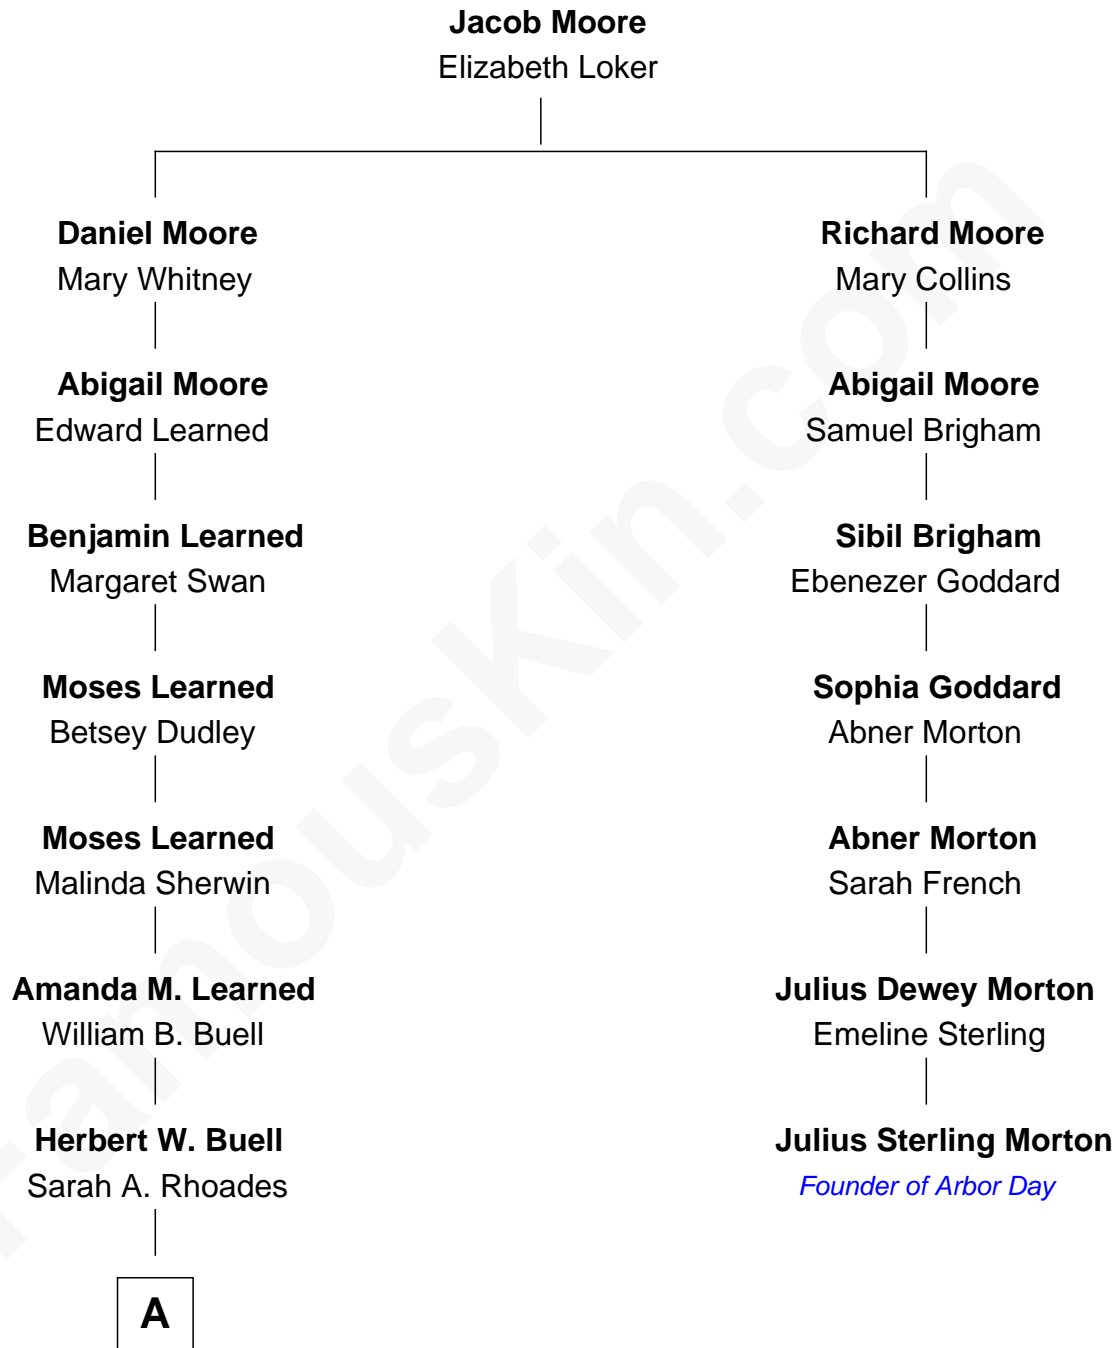 Jacob Moore
Elizabeth Loker
Daniel Moore
Mary Whitney
Richard Moore
Mary Collins
Abigail Moore
Edward Learned
Abigail Moore
Samuel Brigham
Benjamin Learned
Margaret Swan
Sibil Brigham
Ebenezer Goddard
Moses Learned
Betsey Dudley
Sophia Goddard
Abner Morton
Moses Learned
Malinda Sherwin
Abner Morton
Sarah French
Amanda M. Learned
William B. Buell
Julius Dewey Morton
Emeline Sterling
Herbert W. Buell
Sarah A. Rhoades
Julius Sterling Morton
Founder of Arbor Day
A
FamousKin.com